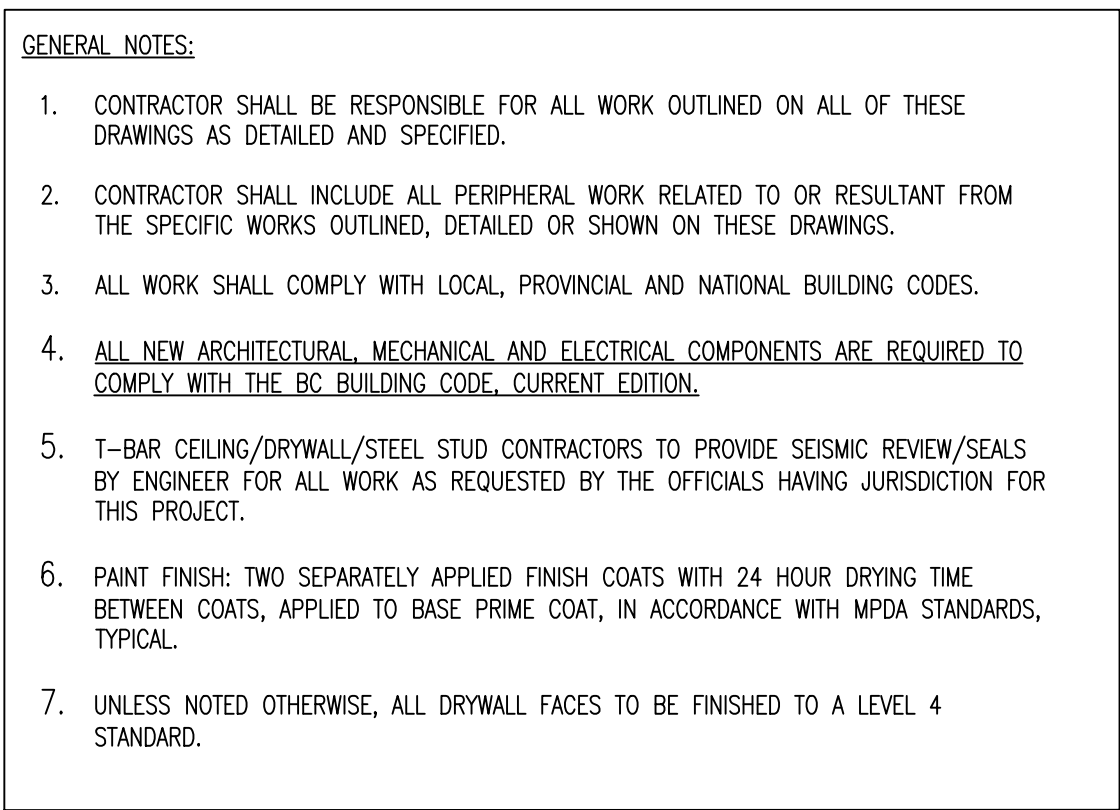 GENERAL NOTES:
1. CONTRACTOR SHALL BE RESPONSIBLE FOR ALL WORK OUTLINED ON ALL OF THESE
DRAWINGS AS DETAILED AND SPECIFIED.
2. CONTRACTOR SHALL INCLUDE ALL PERIPHERAL WORK RELATED TO OR RESULTANT FROM
THE SPECIFIC WORKS OUTLINED, DETAILED OR SHOWN ON THESE DRAWINGS.
3. ALL WORK SHALL COMPLY WITH LOCAL, PROVINCIAL AND NATIONAL BUILDING CODES.
4. ALL NEW ARCHITECTURAL, MECHANICAL AND ELECTRICAL COMPONENTS ARE REQUIRED TO
COMPLY WITH THE BC BUILDING CODE, CURRENT EDITION.
5. T-BAR CEILING/DRYWALL/STEEL STUD CONTRACTORS TO PROVIDE SEISMIC REVIEW/SEALS
BY ENGINEER FOR ALL WORK AS REQUESTED BY THE OFFICIALS HAVING JURISDICTION FOR
THIS PROJECT.
6. PAINT FINISH: TWO SEPARATELY APPLIED FINISH COATS WITH 24 HOUR DRYING TIME
BETWEEN COATS, APPLIED TO BASE PRIME COAT, IN ACCORDANCE WITH MPDA STANDARDS,
TYPICAL.
7. UNLESS NOTED OTHERWISE, ALL DRYWALL FACES TO BE FINISHED TO A LEVEL 4
STANDARD.